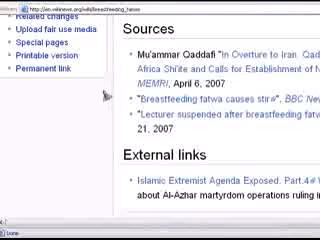 http://en.wikinews.org/wiki/Breastfeeding_fatwa
Related changes
Upload fair use media
Special pages
Printable version
Permanent link
Sources
Mu'ammar Qaddafi "In Overture to Iran, Qad
Africa Shi'ite and Calls for Establishment of N
MEMRI, April 6, 2007
"Breastfeeding fatwa causes stir", BBC New
"Lecturer suspended after breastfeeding fatwa
21, 2007
External links
Islamic Extremist Agenda Exposed. Part.4
about Al-Azhar martyrdom operations ruling i
Done